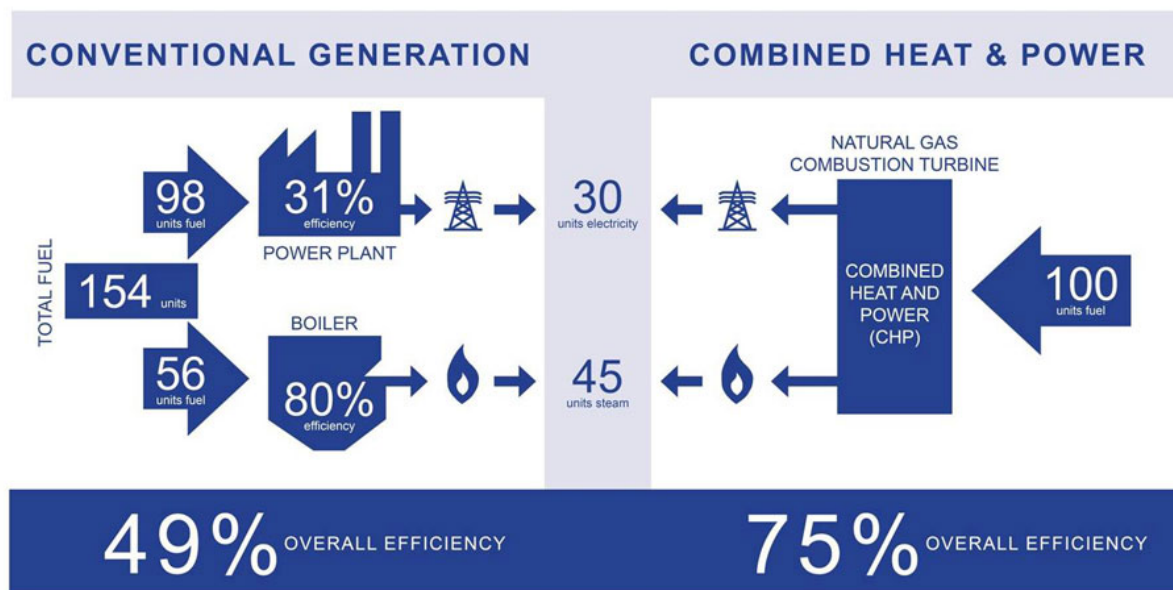 CONVENTIONAL GENERATION
COMBINED HEAT & POWER
TOTAL FUEL
154 units
98
units fuel
31%
efficiency
POWER PLANT
56
units fuel
BOILER
80%
efficiency
30
units electricity
45
units steam
NATURAL GAS
COMBUSTION TURBINE
COMBINED
HEAT AND
POWER
(CHP)
100
units fuel
49% OVERALL EFFICIENCY
75% OVERALL EFFICIENCY